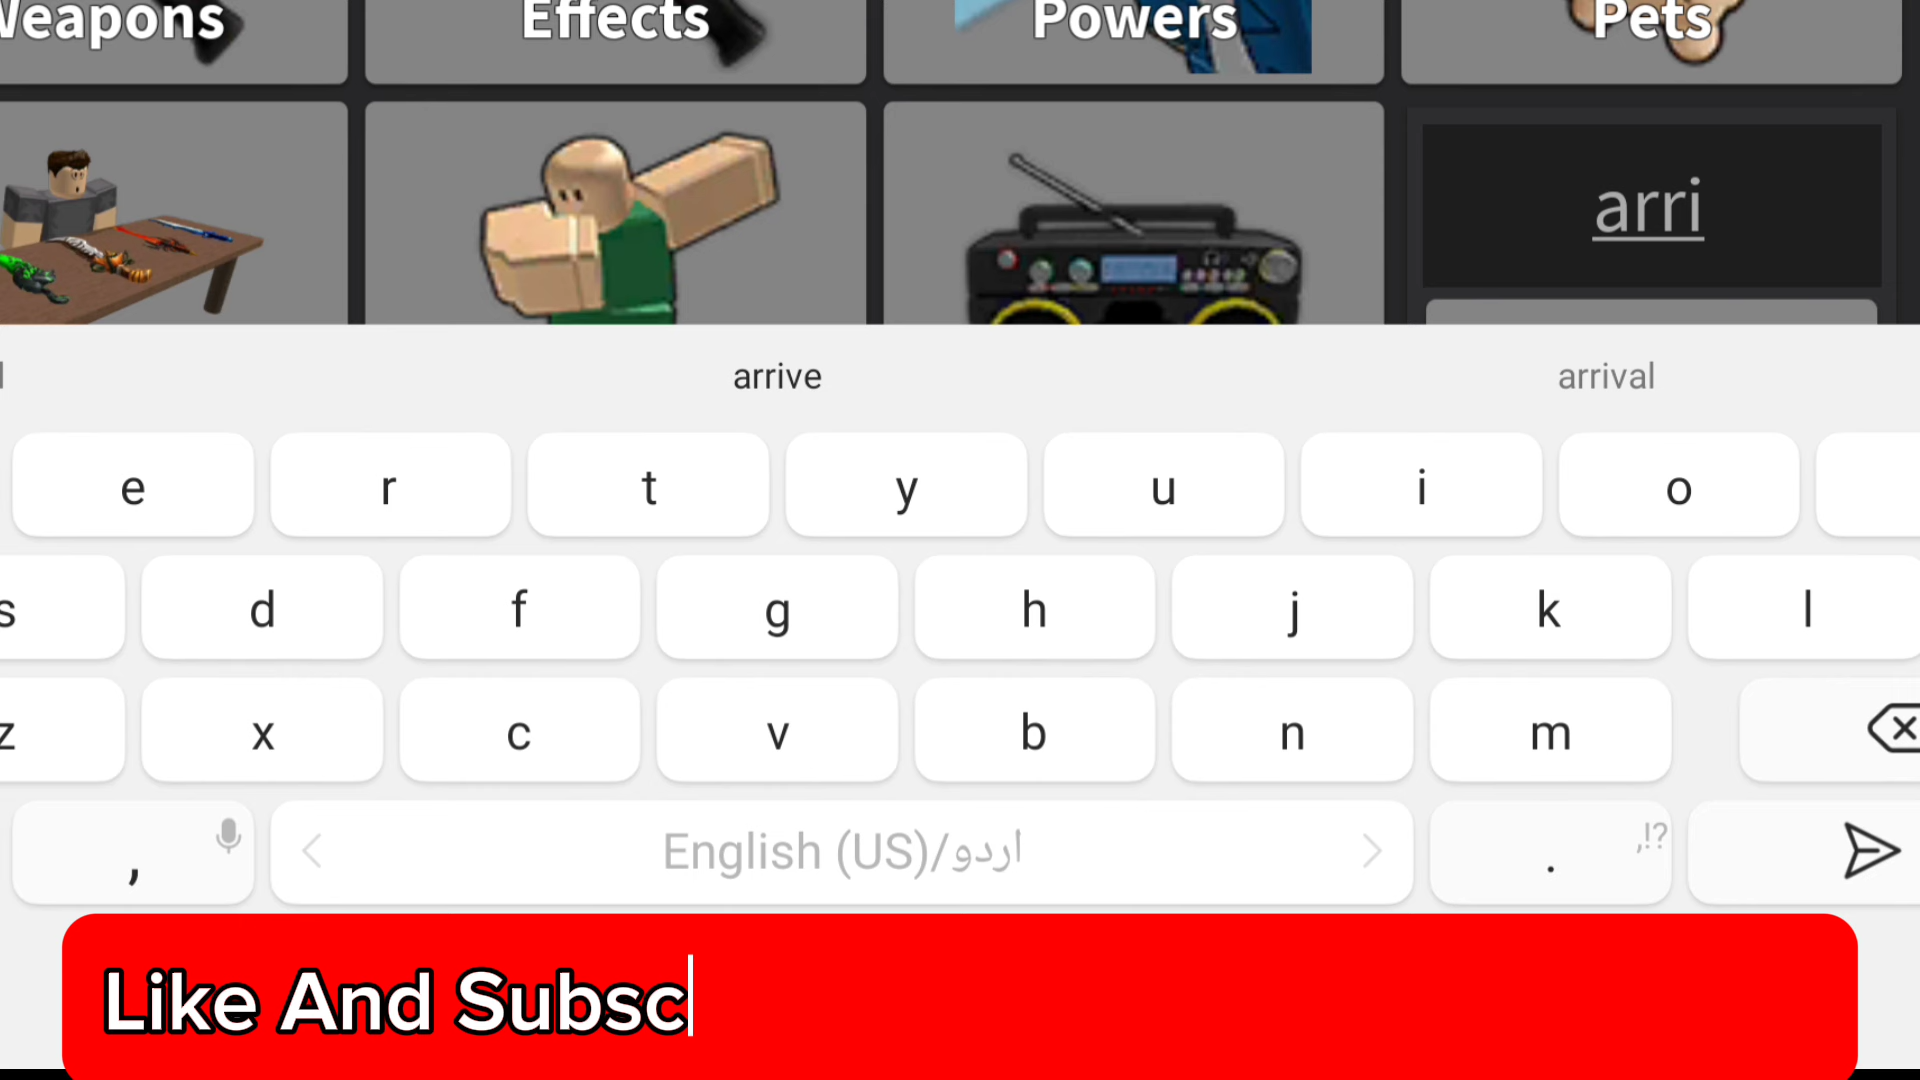 Weapons Effects Powers Pets
arri
arrive arrival
e r t y u i o
s d f g h j k l
z x c v b n m
, English (US)/اردو . ,!?
Like And Subsc